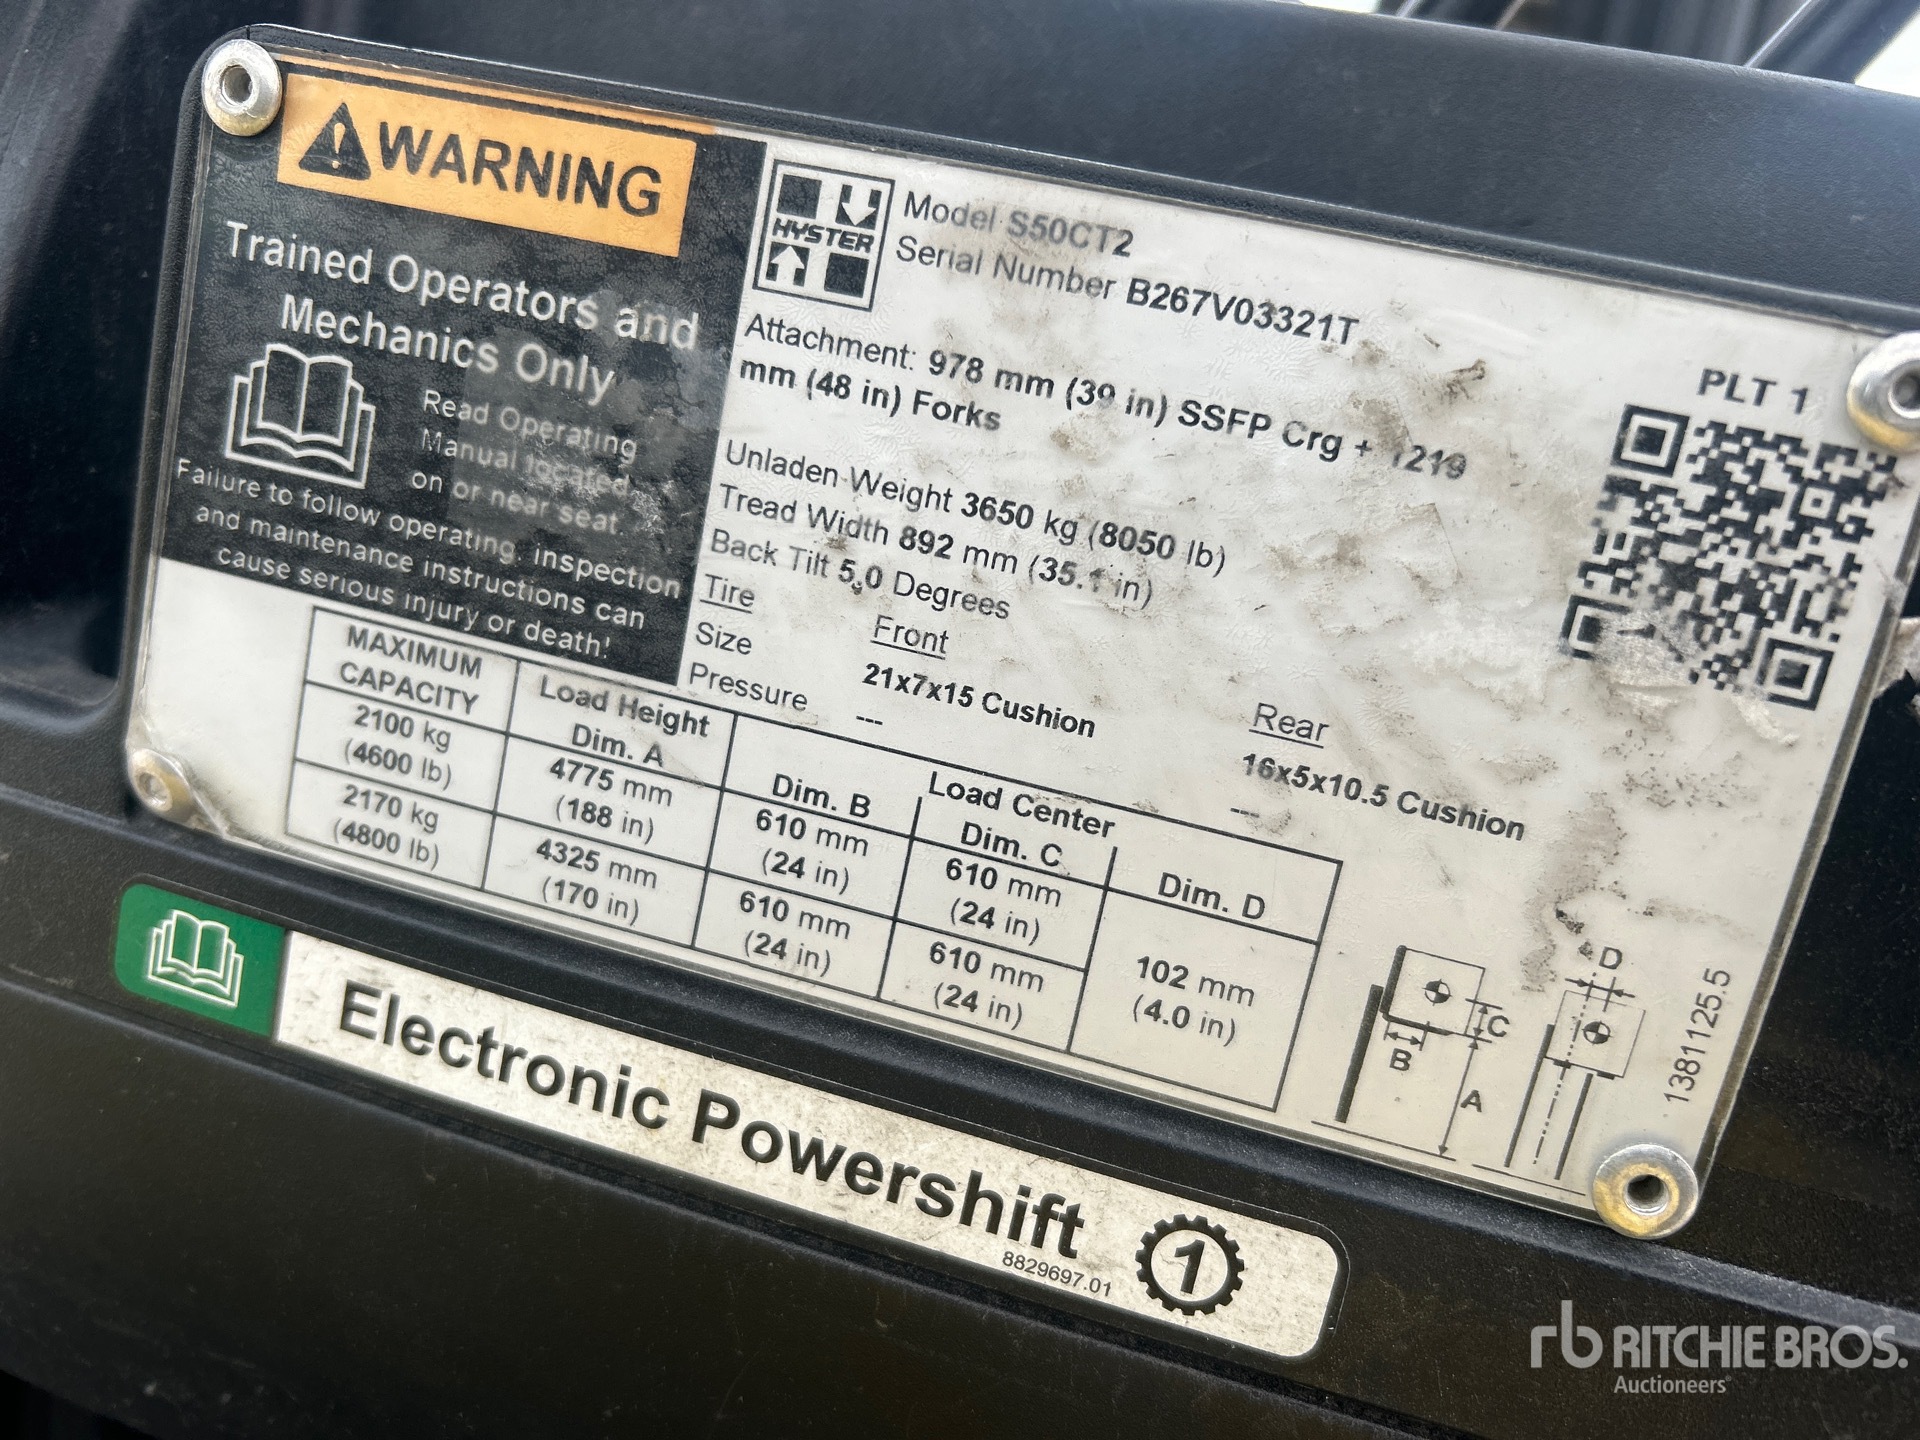 WARNING
Trained Operators and
Mechanics Only
Read Operating
Manual located
on or near seat.
Failure to follow operating, inspection
and maintenance instructions can
cause serious injury or death!
HYSTER
Model S50CT2
Serial Number B267V03321T
Attachment: 978 mm (39 in) SSFP Crg + 1219
mm (48 in) Forks
Unladen Weight 3650 kg (8050 lb)
Tread Width 892 mm (35.1 in)
Back Tilt 5.0 Degrees
Tire Front Rear
Size 21x7x15 Cushion 16x5x10.5 Cushion
Pressure --- ---
PLT 1
MAXIMUM
CAPACITY
Load Height
Dim. A
Load Center
Dim. B Dim. C Dim. D
2100 kg 4775 mm 610 mm 610 mm
(4600 lb) (188 in) (24 in) (24 in)
2170 kg 4325 mm 610 mm 610 mm
(4800 lb) (170 in) (24 in) (24 in)
102 mm
(4.0 in)
D
C
B
A
1381125.5
Electronic Powershift 1
8829697.01
rb RITCHIE BROS.
Auctioneers